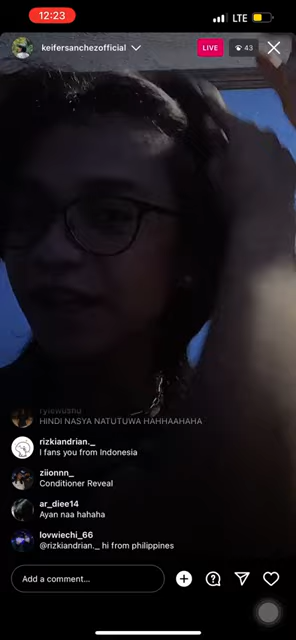 12:23
LTE
keifersanchezofficial
LIVE
43
rylewushu
HINDI NASYA NATUTUWA HAHHAAHAHA
rizkiandrian._
I fans you from Indonesia
ziionnn_
Conditioner Reveal
ar_diee14
Ayan naa hahaha
lovwiechi_66
@rizkiandrian._ hi from philippines
Add a comment...